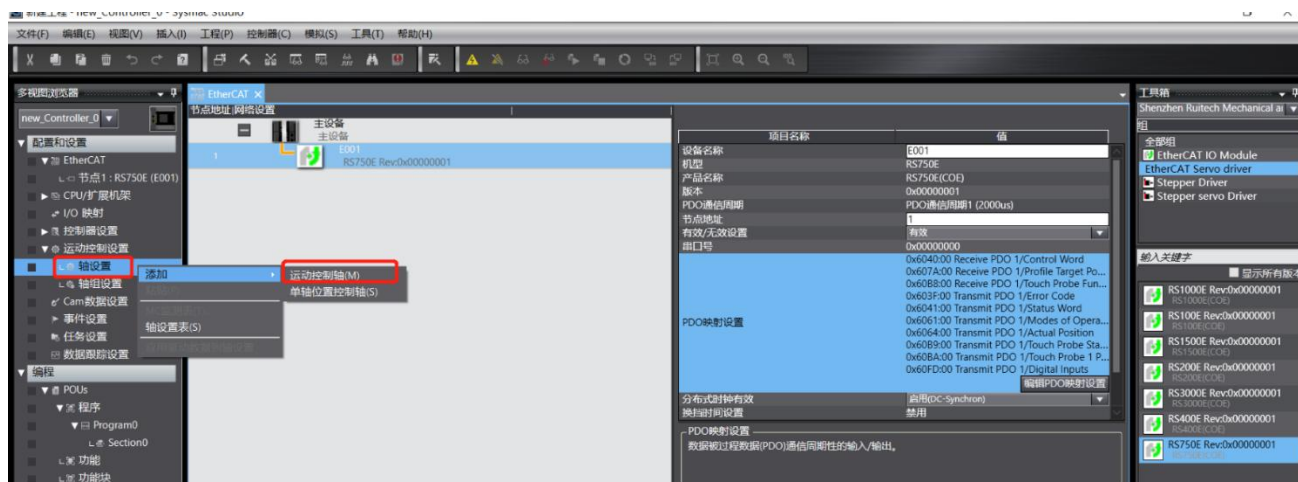 新建工程 - new_Controller_0 - Sysmac Studio
文件(F) 编辑(E) 视图(V) 插入(I) 工程(P) 控制器(C) 模拟(S) 工具(T) 帮助(H)
多视图浏览器
new_Controller_0
配置和设置
EtherCAT
节点1 : RS750E (E001)
CPU/扩展机架
I/O 映射
控制器设置
运动控制设置
轴设置
轴组设置
Cam数据设置
事件设置
任务设置
数据跟踪设置
编程
POUs
程序
Program0
Section0
功能
功能块
添加
轴设置表(S)
运动控制轴(M)
单轴位置控制轴(S)
EtherCAT
节点地址|网络设置
主设备
主设备
1
E001
RS750E Rev:0x00000001
项目名称 值
设备名称 E001
机型 RS750E
产品名称 RS750E(COE)
版本 0x00000001
PDO通信周期 PDO通信周期1 (2000us)
节点地址 1
有效/无效设置 有效
串口号 0x00000000
PDO映射设置
0x6040:00 Receive PDO 1/Control Word
0x607A:00 Receive PDO 1/Profile Target Po...
0x60B8:00 Receive PDO 1/Touch Probe Fun...
0x603F:00 Transmit PDO 1/Error Code
0x6041:00 Transmit PDO 1/Status Word
0x6061:00 Transmit PDO 1/Modes of Opera...
0x6064:00 Transmit PDO 1/Actual Position
0x60B9:00 Transmit PDO 1/Touch Probe Sta...
0x60BA:00 Transmit PDO 1/Touch Probe 1 P...
0x60FD:00 Transmit PDO 1/Digital Inputs
编辑PDO映射设置
分布式时钟有效 启用(DC-Synchron)
换挡时间设置 禁用
PDO映射设置
数据被过程数据(PDO)通信周期性的输入/输出。
工具箱
Shenzhen Ruitech Mechanical a
组
全部组
EtherCAT IO Module
EtherCAT Servo driver
Stepper Driver
Stepper servo Driver
输入关键字
显示所有版本
RS1000E Rev:0x00000001
RS1000E(COE)
RS100E Rev:0x00000001
RS100E(COE)
RS1500E Rev:0x00000001
RS1500E(COE)
RS200E Rev:0x00000001
RS200E(COE)
RS3000E Rev:0x00000001
RS3000E(COE)
RS400E Rev:0x00000001
RS400E(COE)
RS750E Rev:0x00000001
RS750E(COE)